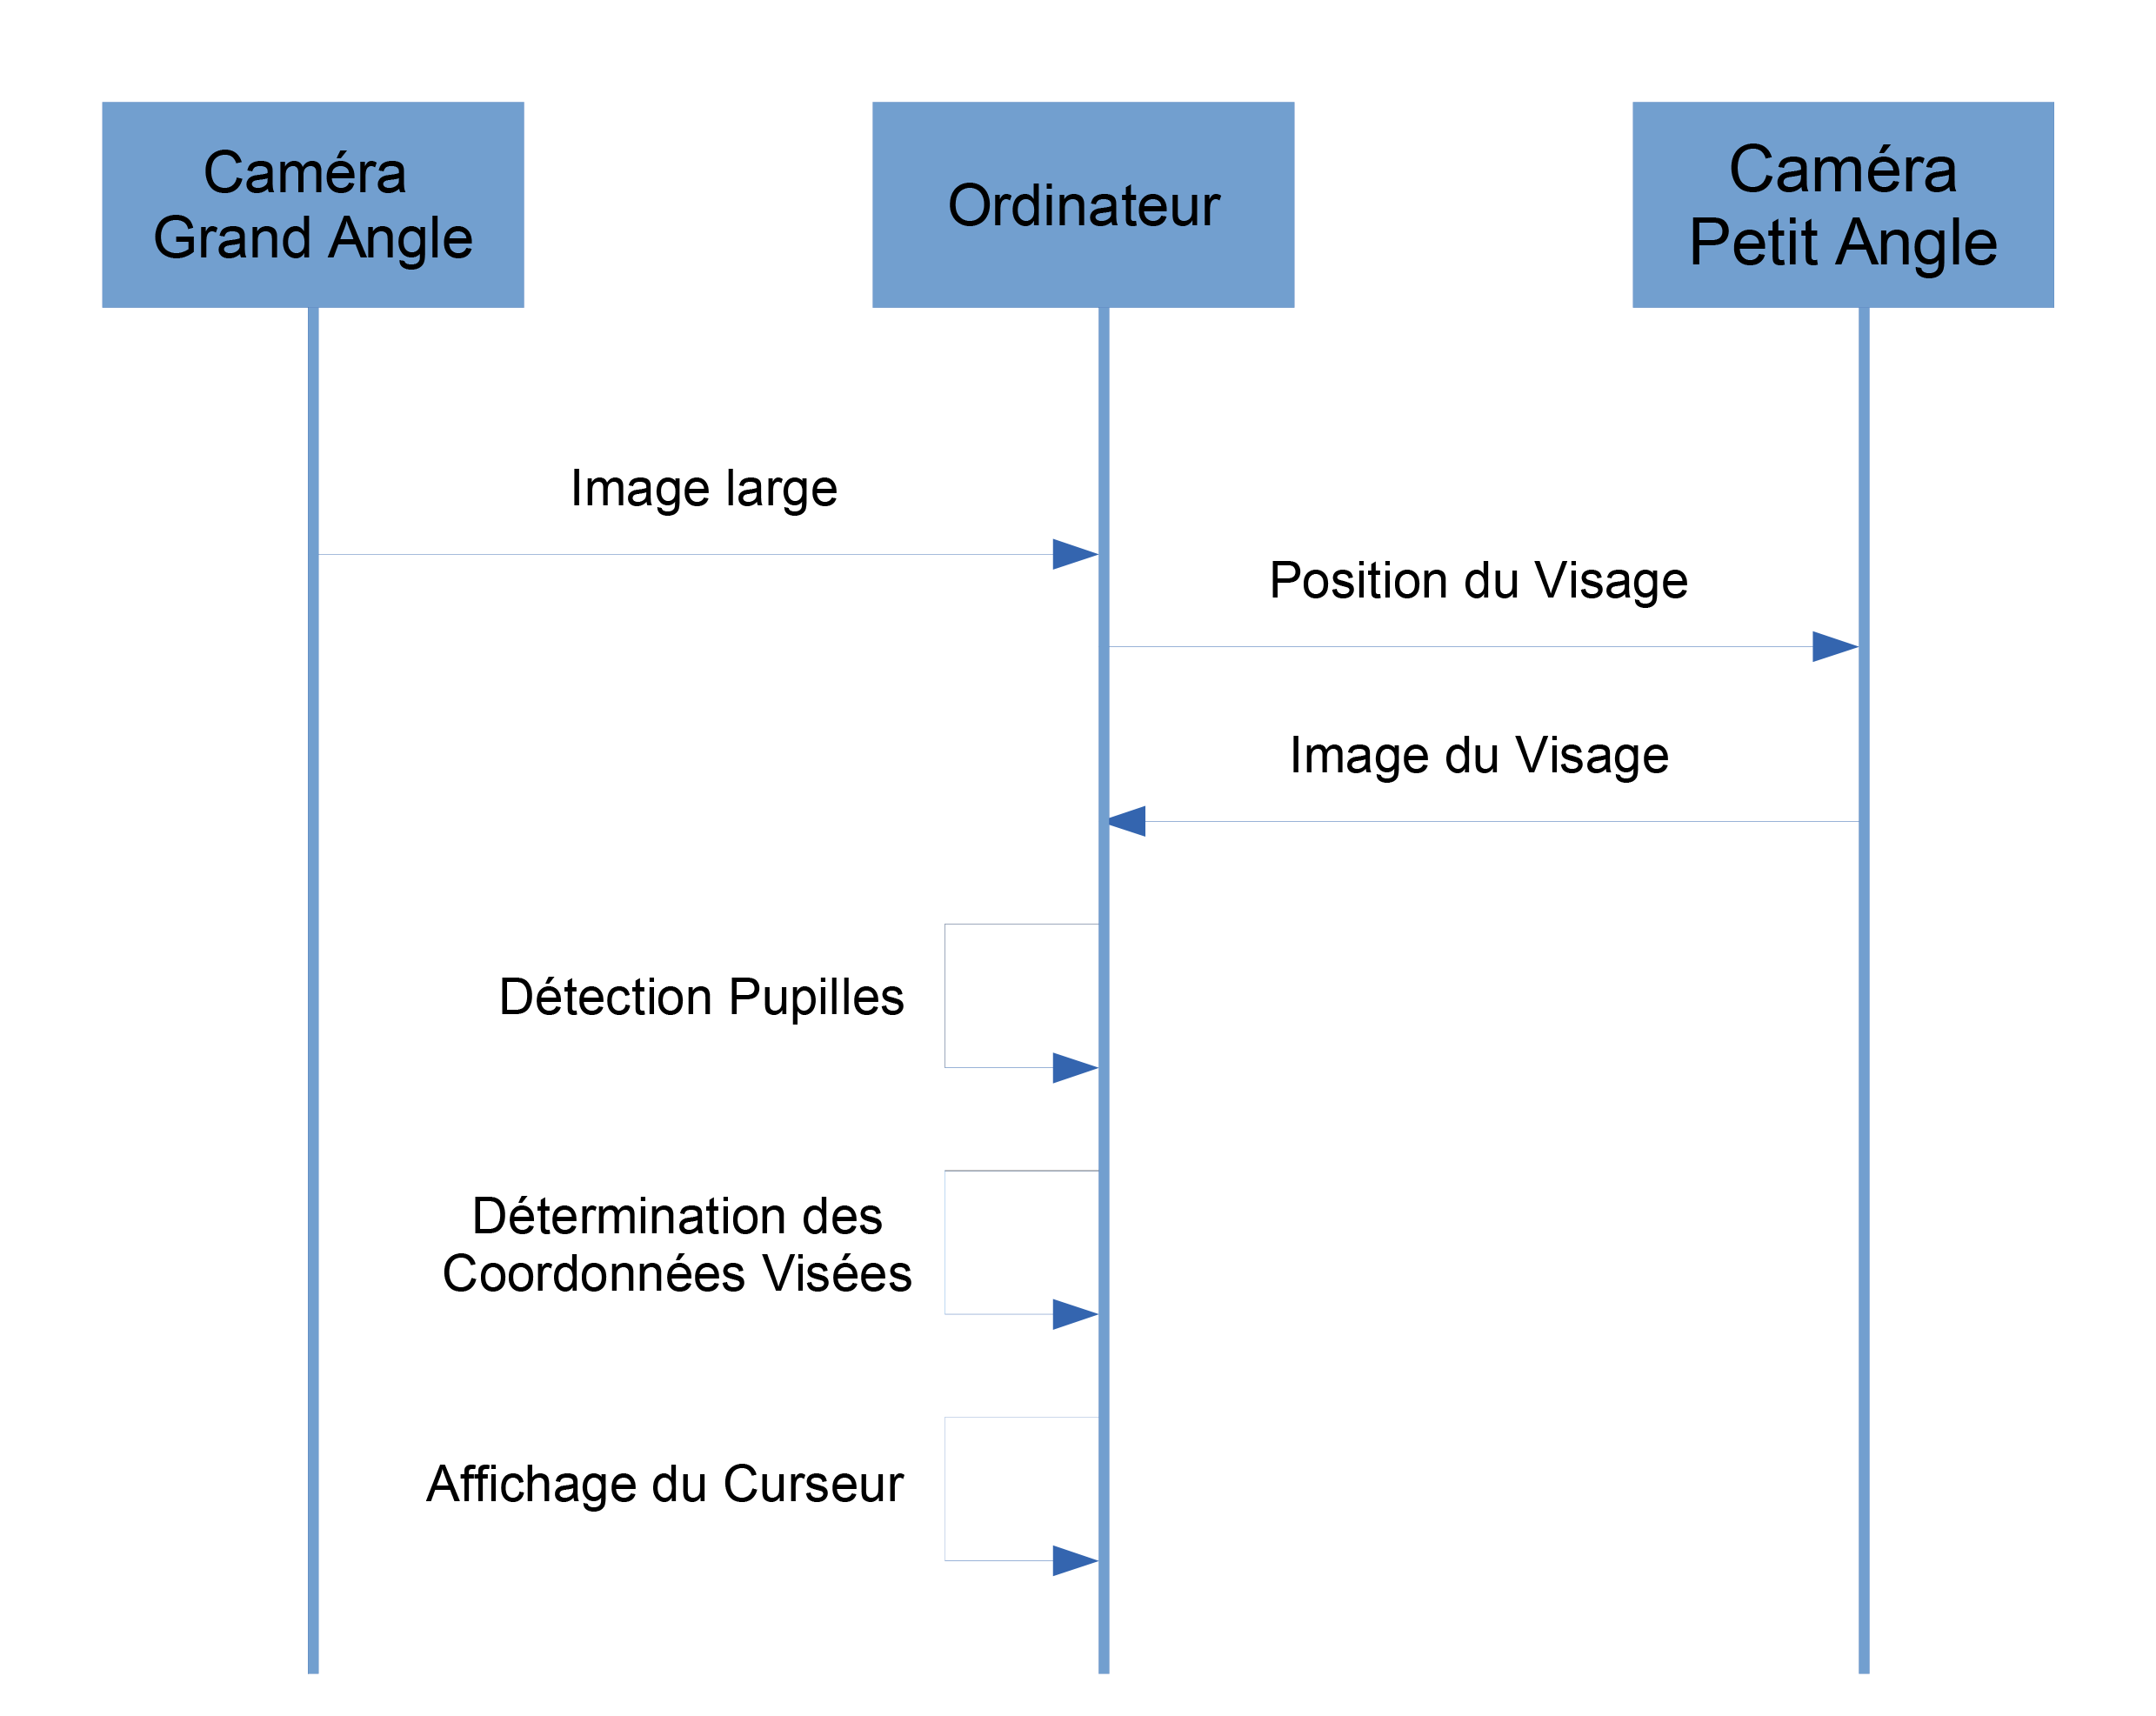 Caméra
Grand Angle
Ordinateur
Caméra
Petit Angle
Image large
Position du Visage
Image du Visage
Détection Pupilles
Détermination des
Coordonnées Visées
Affichage du Curseur